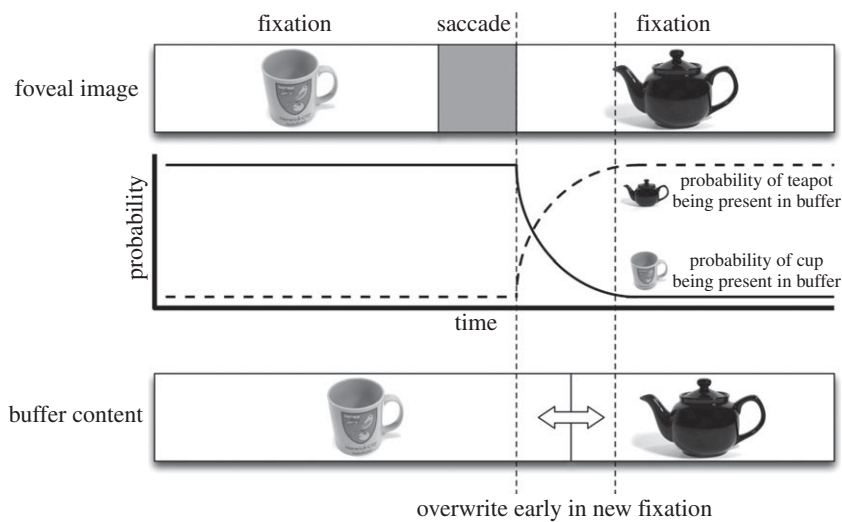 fixation saccade fixation
foveal image
probability
probability of teapot
being present in buffer
probability of cup
being present in buffer
time
buffer content
overwrite early in new fixation